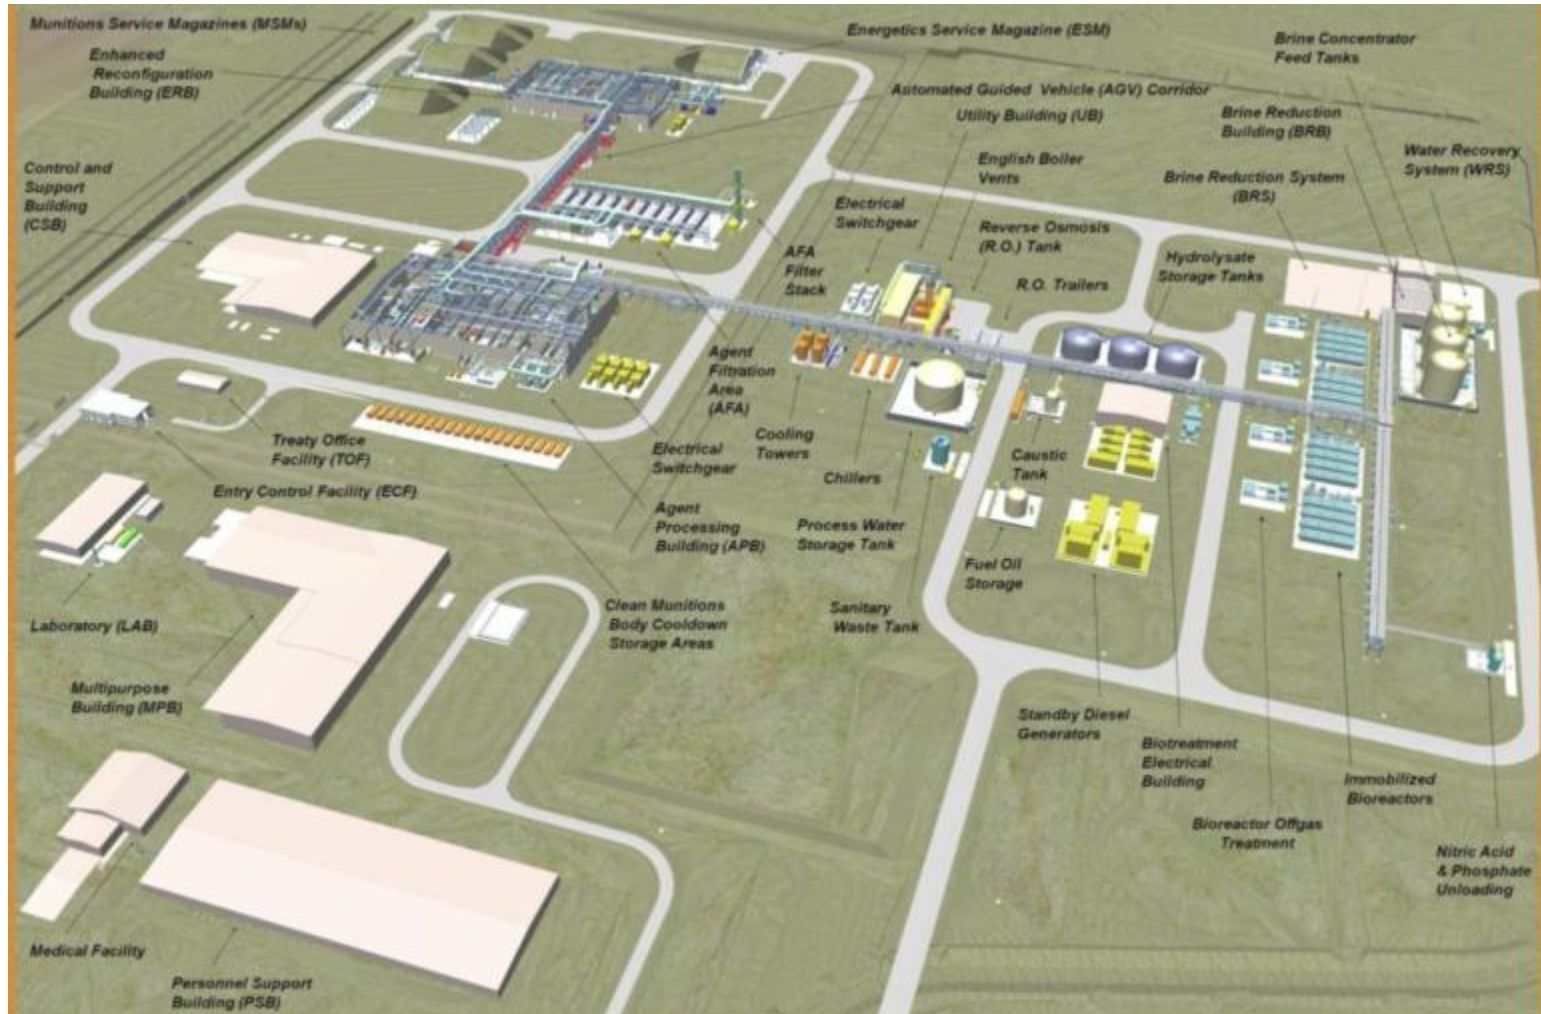 Munitions Service Magazines (MSMs)
Enhanced
Reconfiguration
Building (ERB)
Control and
Support
Building
(CSB)
Energetics Service Magazine (ESM)
Automated Guided Vehicle (AGV) Corridor
Utility Building (UB)
English Boiler
Vents
Electrical
Switchgear
Reverse Osmosis
(R.O.) Tank
R.O. Trailers
Brine Concentrator
Feed Tanks
Brine Reduction
Building (BRB)
Water Recovery
System (WRS)
Brine Reduction System
(BRS)
Hydrolysate
Storage Tanks
AFA
Filter
Stack
Agent
Filtration
Area
(AFA)
Cooling
Towers
Chillers
Electrical
Switchgear
Agent
Processing
Building (APB)
Process Water
Storage Tank
Caustic
Tank
Fuel Oil
Storage
Sanitary
Waste Tank
Treaty Office
Facility (TOF)
Entry Control Facility (ECF)
Clean Munitions
Body Cooldown
Storage Areas
Laboratory (LAB)
Multipurpose
Building (MPB)
Standby Diesel
Generators
Biotreatment
Electrical
Building
Bioreactor Offgas
Treatment
Immobilized
Bioreactors
Nitric Acid
& Phosphate
Unloading
Medical Facility
Personnel Support
Building (PSB)